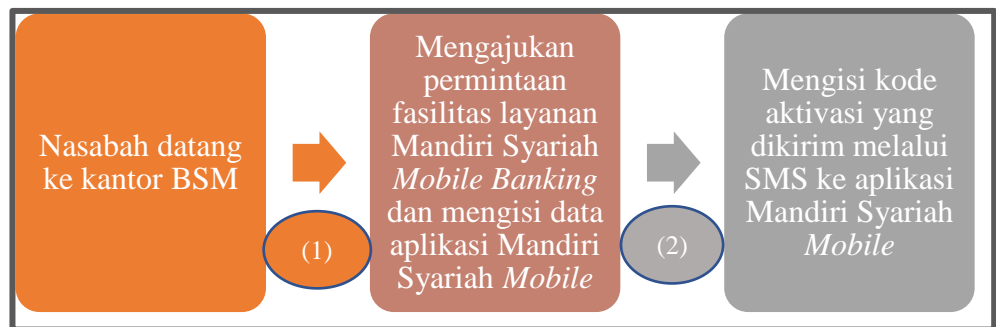 Nasabah datang
ke kantor BSM
(1)
Mengajukan
permintaan
fasilitas layanan
Mandiri Syariah
Mobile Banking
dan mengisi data
aplikasi Mandiri
Syariah Mobile
(2)
Mengisi kode
aktivasi yang
dikirim melalui
SMS ke aplikasi
Mandiri Syariah
Mobile